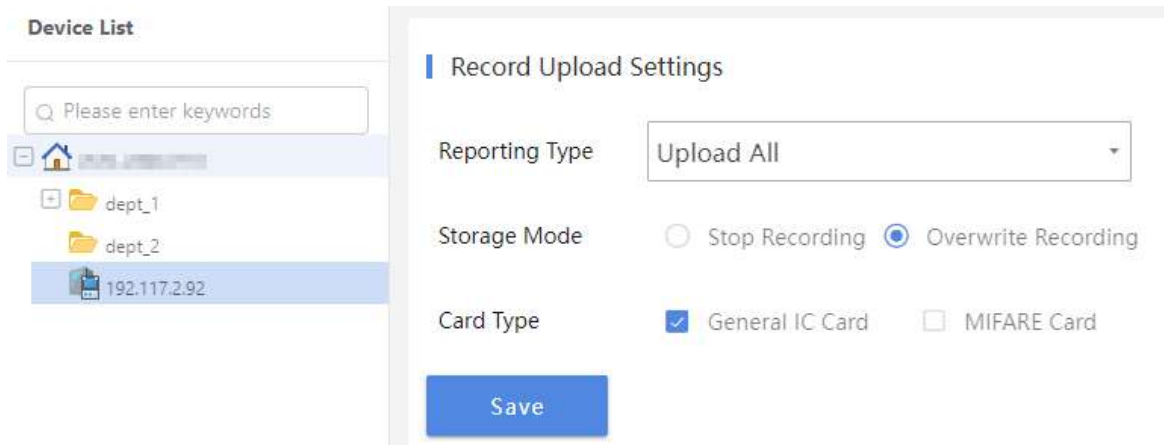 Device List
Please enter keywords
dept_1
dept_2
192.117.2.92
Record Upload Settings
Reporting Type Upload All
Storage Mode Stop Recording Overwrite Recording
Card Type General IC Card MIFARE Card
Save